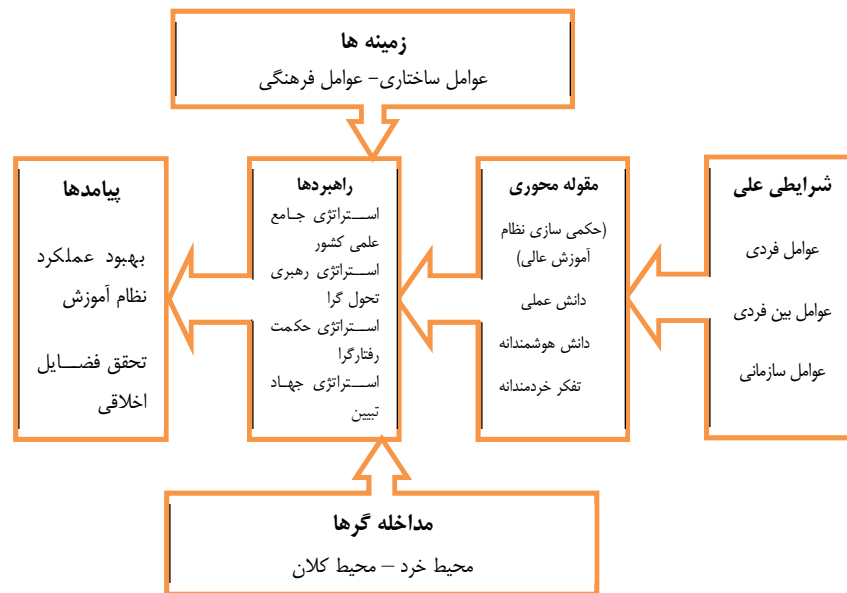 زمینه ها
عوامل ساختاری- عوامل فرهنگی
شرایطی علی
عوامل فردی
عوامل بین فردی
عوامل سازمانی
مقوله محوری
(حکمی سازی نظام
آموزش عالی)
دانش عملی
دانش هوشمندانه
تفکر خردمندانه
راهبردها
استراتژی جامع
علمی کشور
استراتژی رهبری
تحول گرا
استراتژی حکمت
رفتارگرا
استراتژی جهاد
تبیین
پیامدها
بهبود عملکرد
نظام آموزش
تحقق فضایل
اخلاقی
مداخله گرها
محیط خرد – محیط کلان